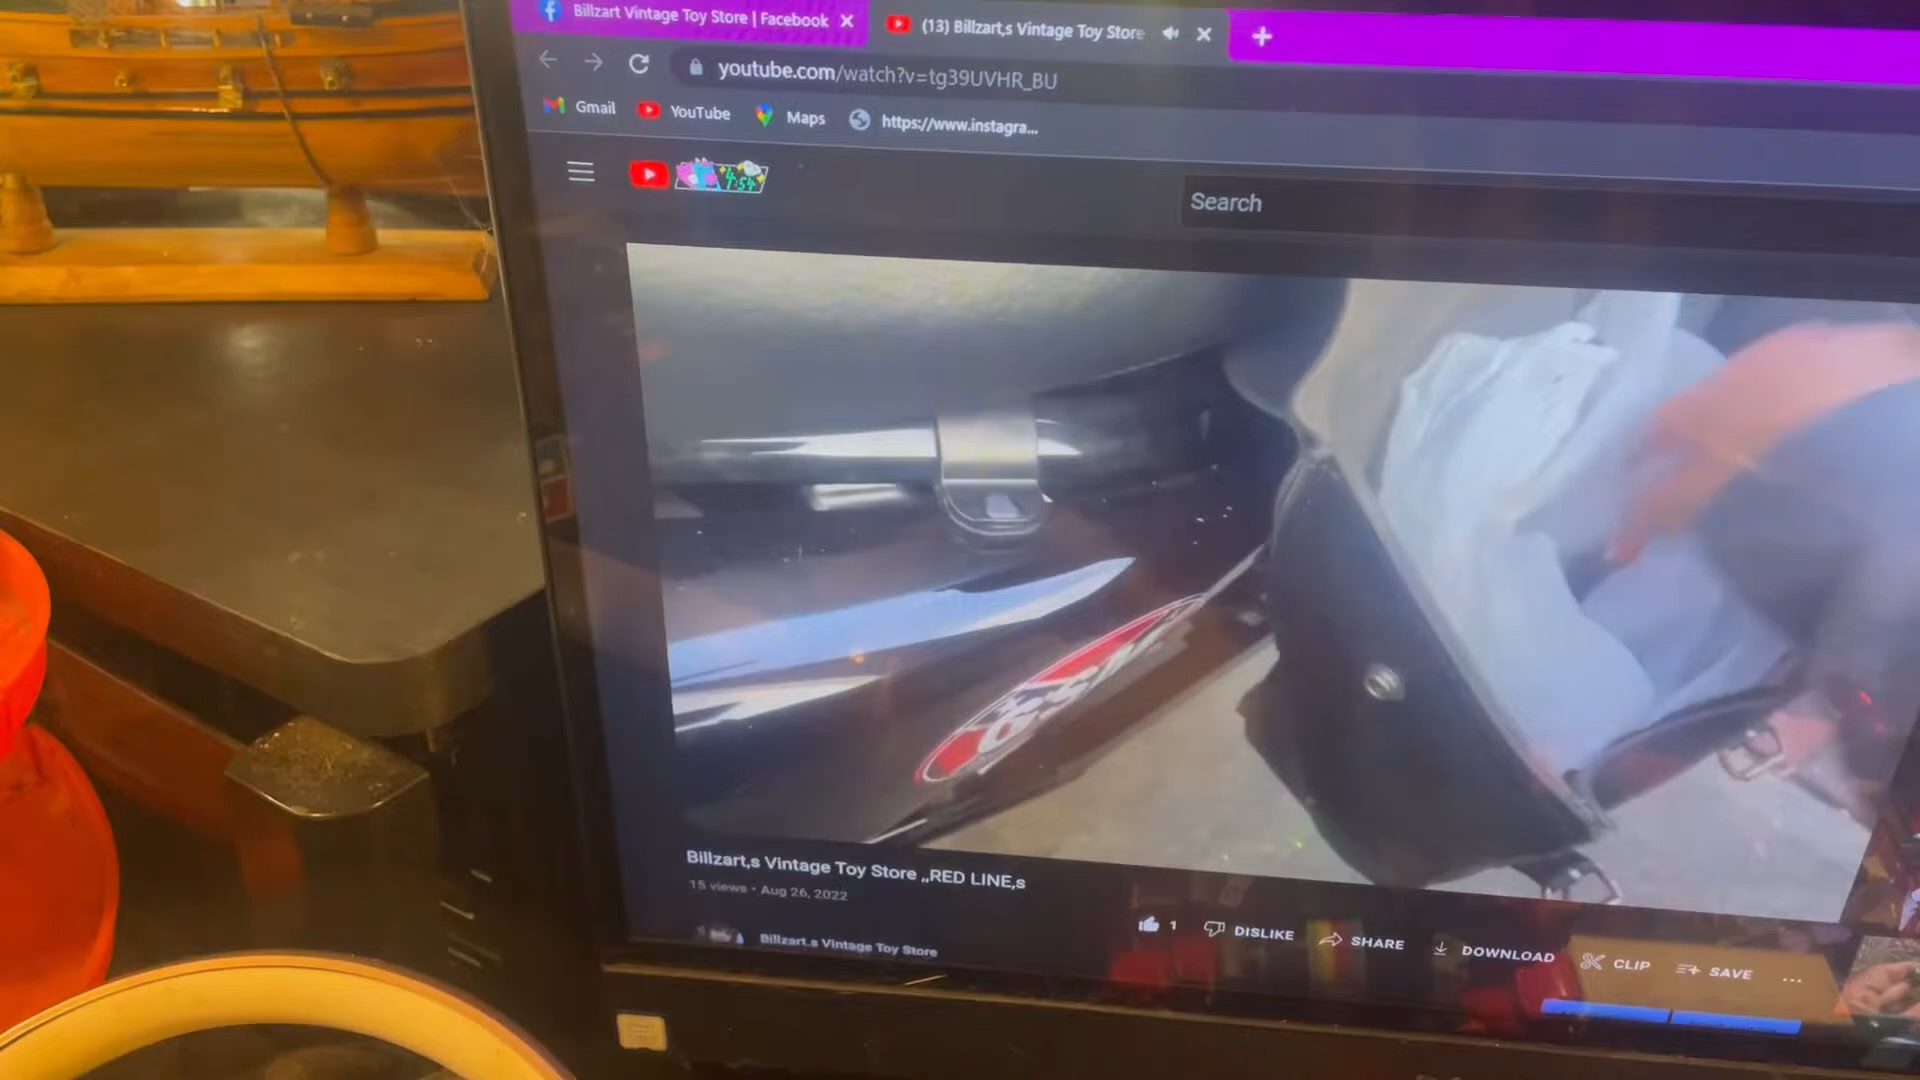 Billzart Vintage Toy Store | Facebook
(13) Billzart,s Vintage Toy Store
youtube.com/watch?v=tg39UVHR_BU
Gmail
YouTube
Maps
https://www.instagra...
4:54
Search
Billzart,s Vintage Toy Store ,,RED LINE,s
15 views • Aug 26, 2022
Billzart,s Vintage Toy Store
1
DISLIKE
SHARE
DOWNLOAD
CLIP
SAVE
...